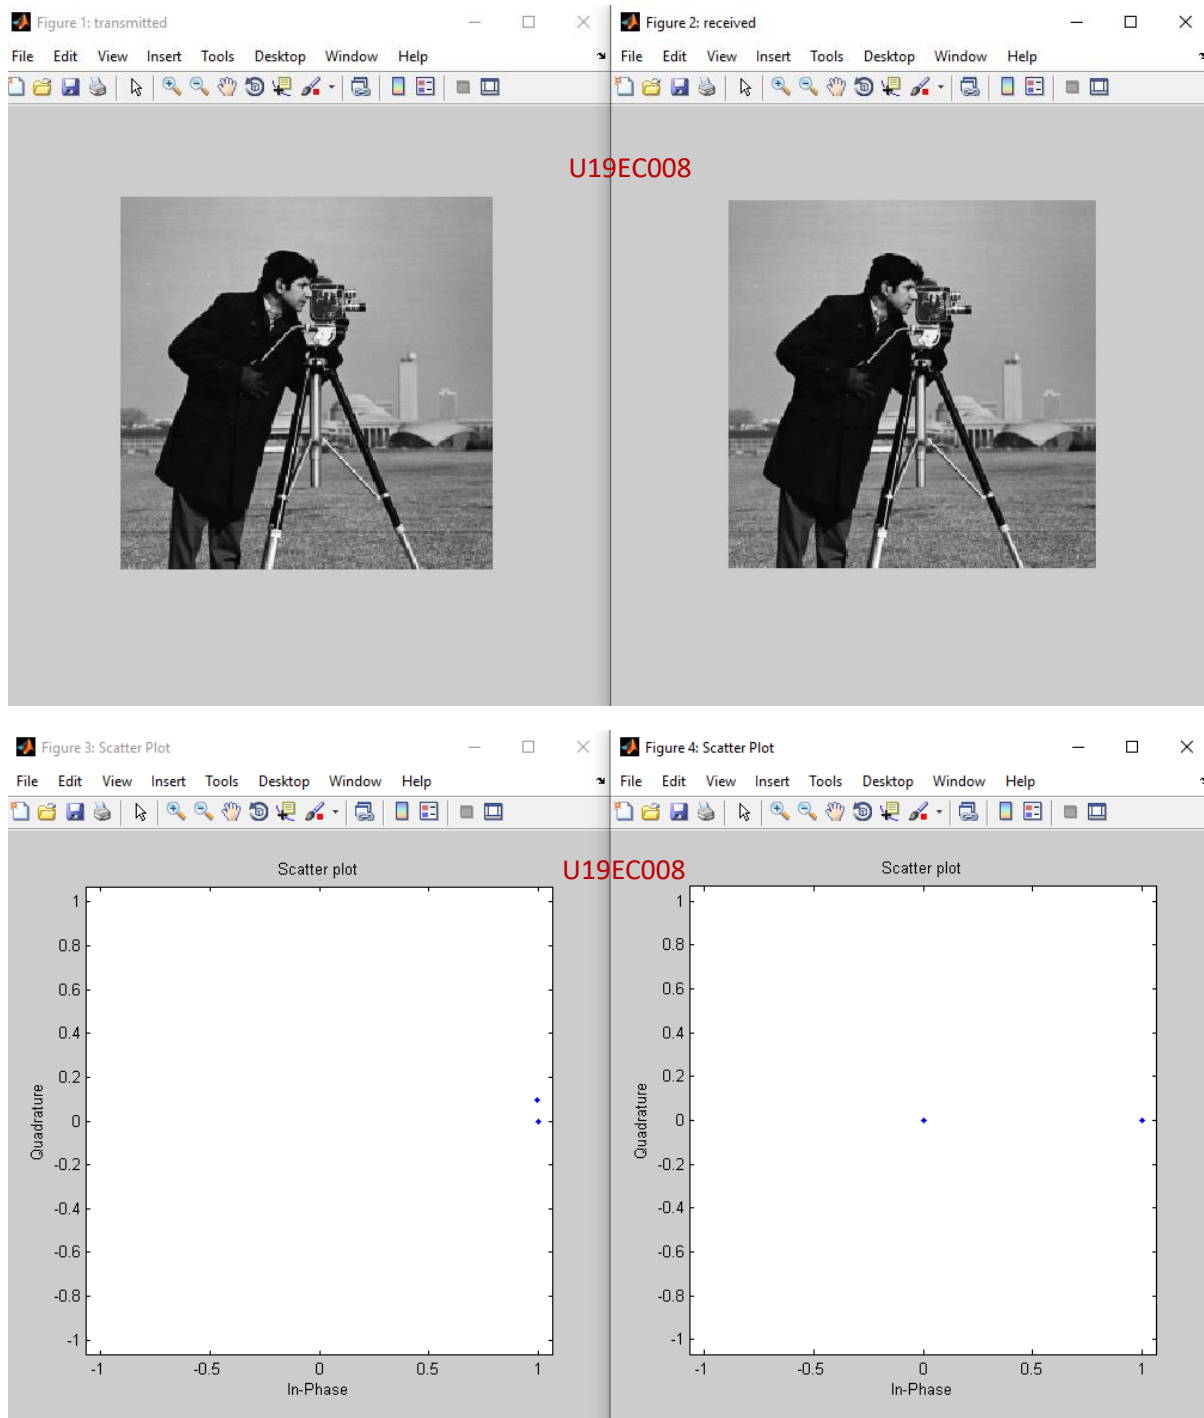 Figure 1: transmitted
File Edit View Insert Tools Desktop Window Help
Figure 2: received
File Edit View Insert Tools Desktop Window Help
U19EC008
Figure 3: Scatter Plot
File Edit View Insert Tools Desktop Window Help
Figure 4: Scatter Plot
File Edit View Insert Tools Desktop Window Help
U19EC008
Scatter plot
1
0.8
0.6
0.4
0.2
0
-0.2
-0.4
-0.6
-0.8
-1
Quadrature
-1 -0.5 0 0.5 1
In-Phase
Scatter plot
1
0.8
0.6
0.4
0.2
0
-0.2
-0.4
-0.6
-0.8
-1
Quadrature
-1 -0.5 0 0.5 1
In-Phase